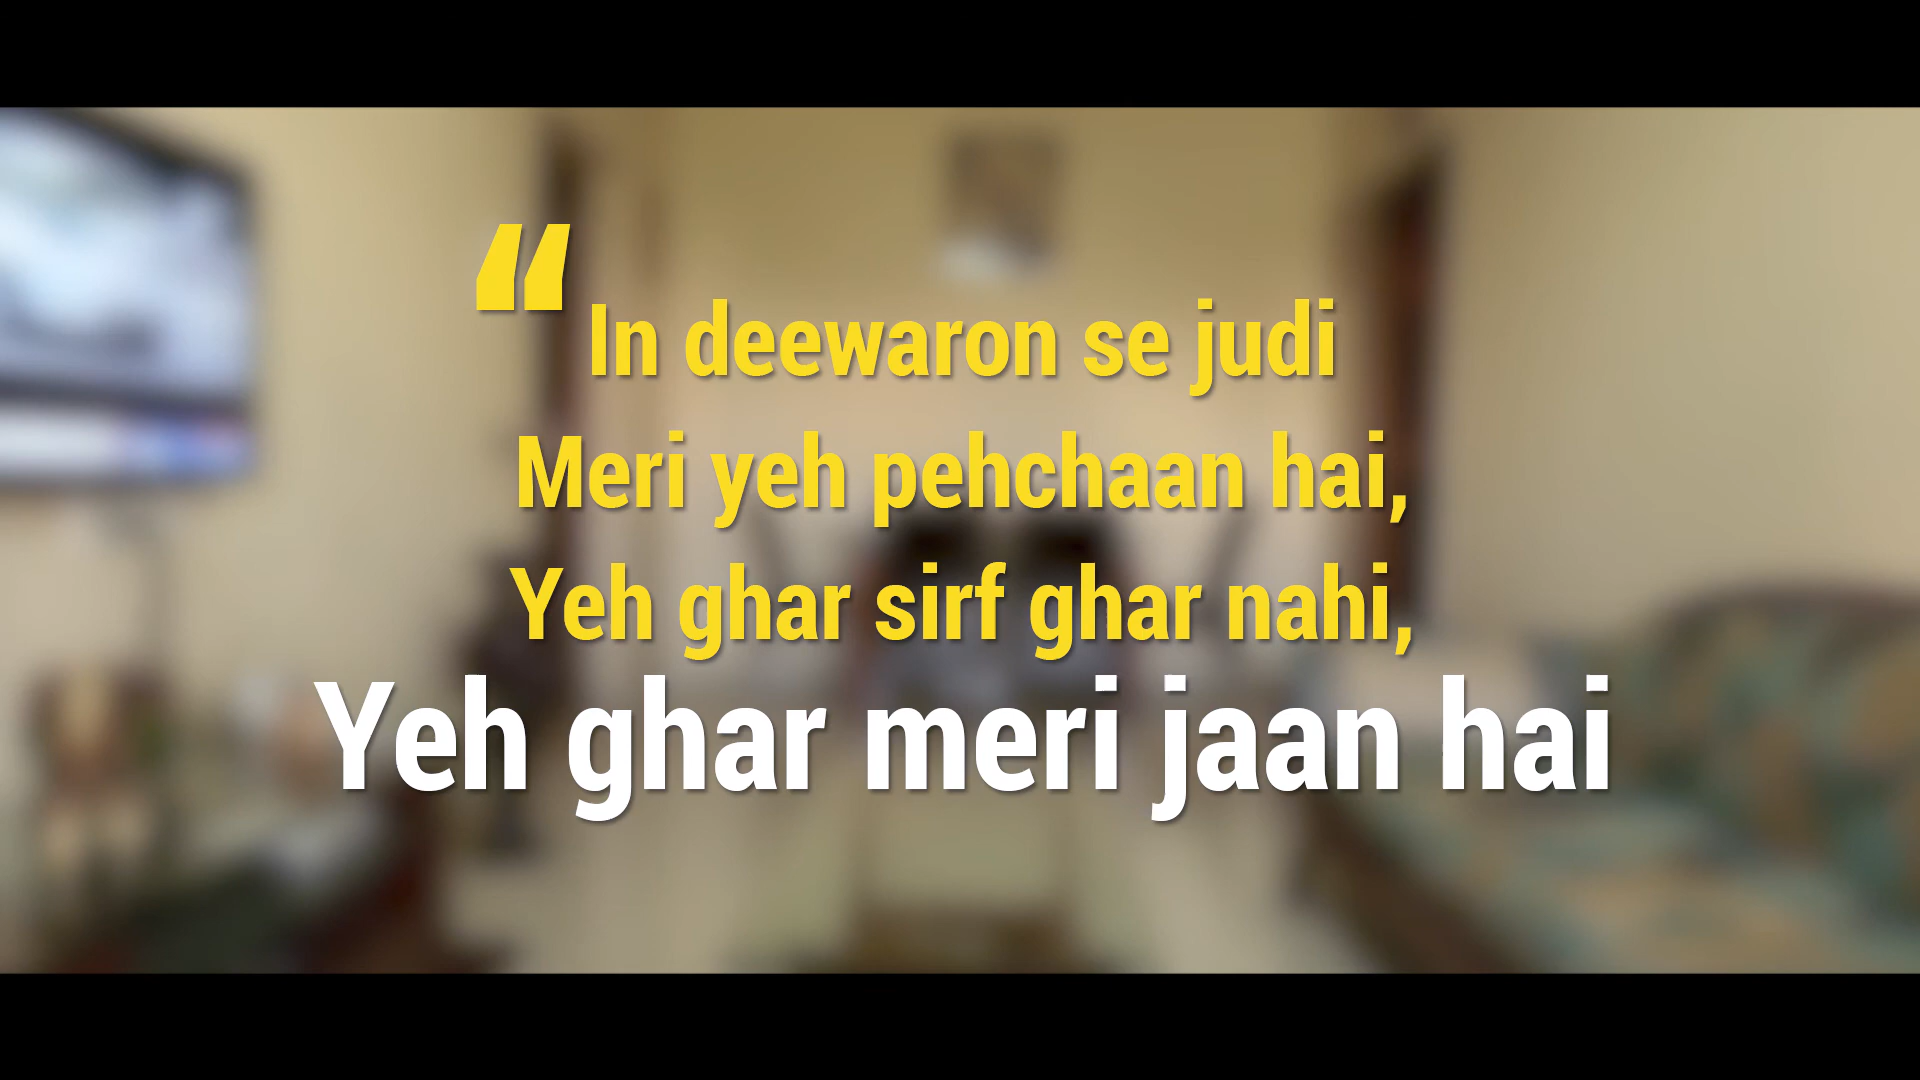 “In deewaron se judi
Meri yeh pehchaan hai,
Yeh ghar sirf ghar nahi,
Yeh ghar meri jaan hai